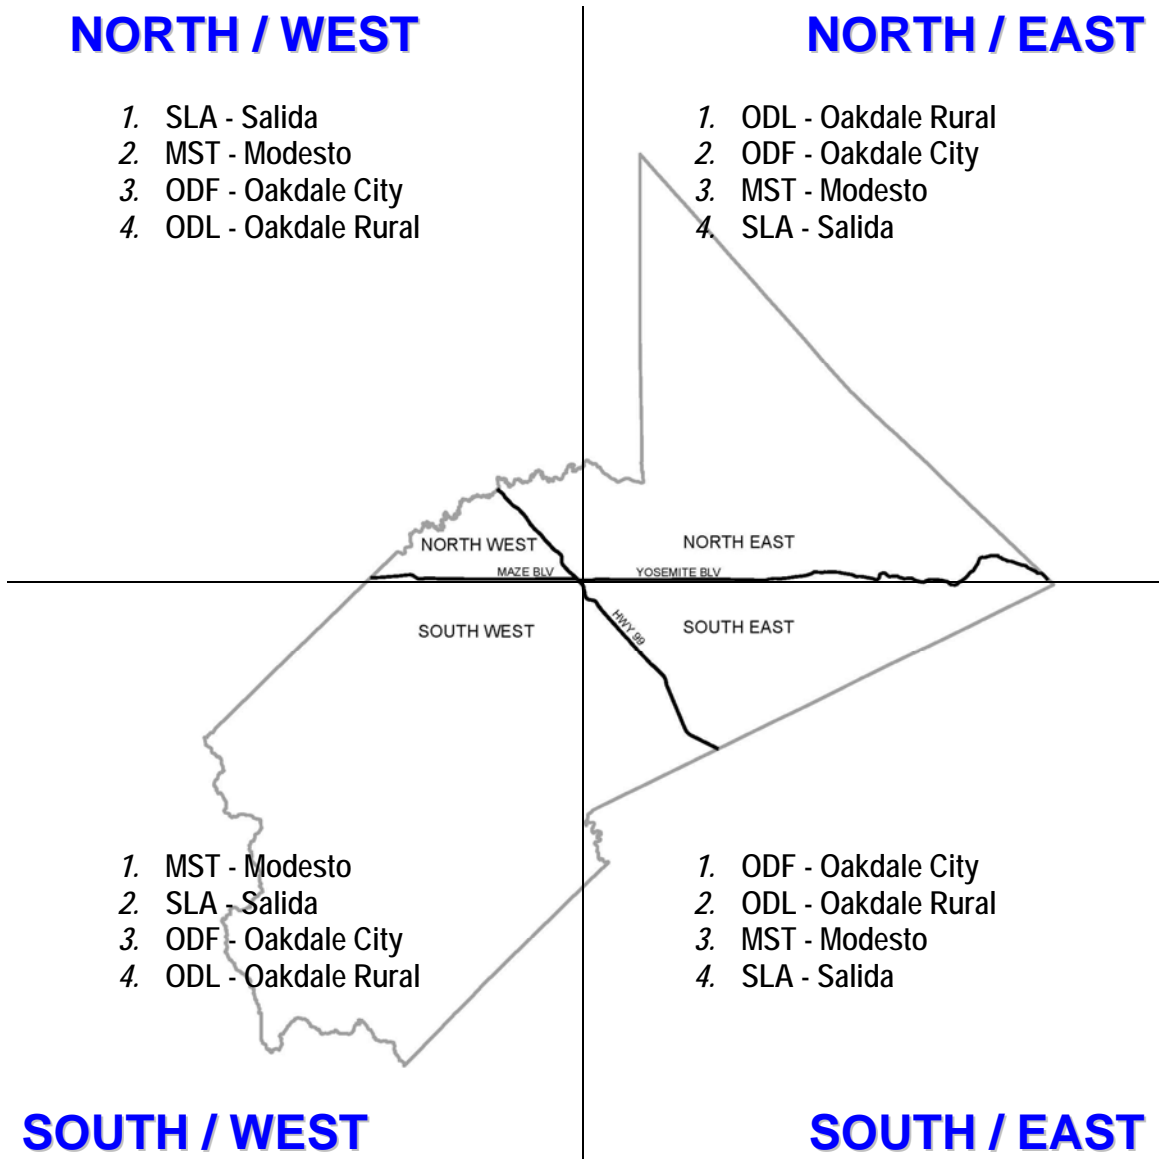 NORTH / WEST
1. SLA - Salida
2. MST - Modesto
3. ODF - Oakdale City
4. ODL - Oakdale Rural
NORTH / EAST
1. ODL - Oakdale Rural
2. ODF - Oakdale City
3. MST - Modesto
4. SLA - Salida
NORTH WEST
NORTH EAST
MAZE BLV
YOSEMITE BLV
HWY 99
SOUTH WEST
SOUTH EAST
1. MST - Modesto
2. SLA - Salida
3. ODF - Oakdale City
4. ODL - Oakdale Rural
SOUTH / WEST
1. ODF - Oakdale City
2. ODL - Oakdale Rural
3. MST - Modesto
4. SLA - Salida
SOUTH / EAST